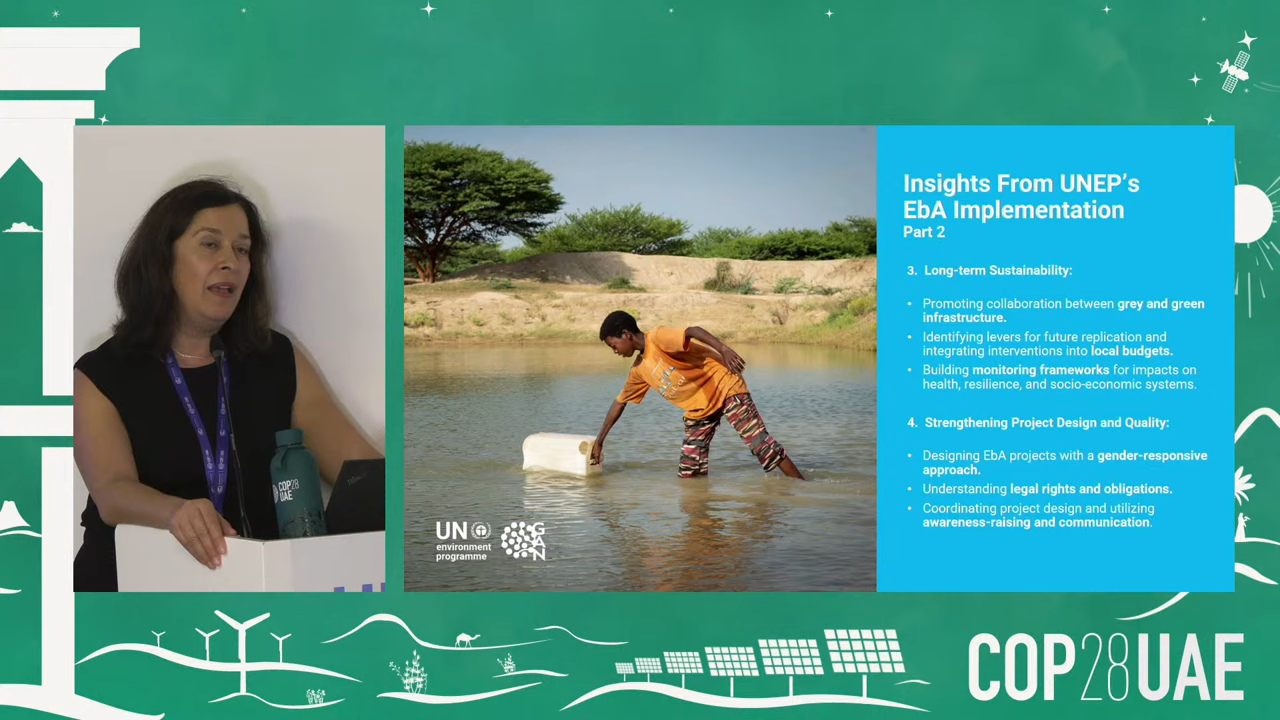 Insights From UNEP's
EbA Implementation
Part 2
3. Long-term Sustainability:
• Promoting collaboration between grey and green
infrastructure.
• Identifying levers for future replication and
integrating interventions into local budgets.
• Building monitoring frameworks for impacts on
health, resilience, and socio-economic systems.
4. Strengthening Project Design and Quality:
• Designing EbA projects with a gender-responsive
approach.
• Understanding legal rights and obligations.
• Coordinating project design and utilizing
awareness-raising and communication.
UN
environment
programme
GAN
COP28
UAE
COP28UAE